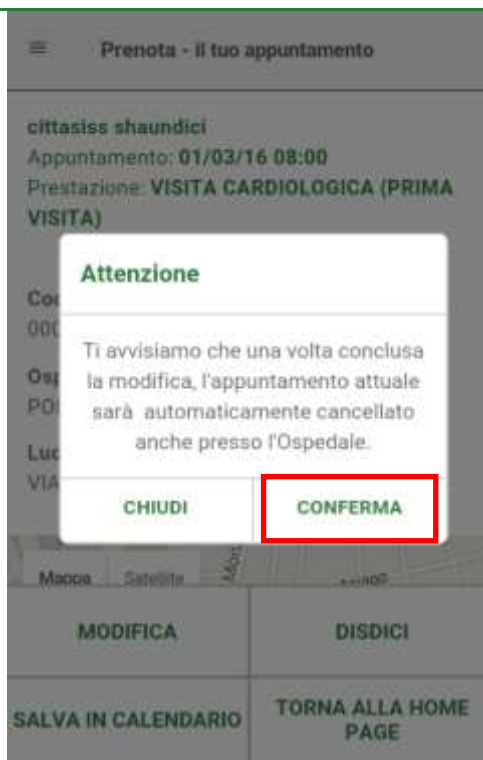 Prenota - il tuo appuntamento
cittasiss shaundici
Appuntamento: 01/03/16 08:00
Prestazione: VISITA CARDIOLOGICA (PRIMA
VISITA)
Attenzione
Ti avvisiamo che una volta conclusa
la modifica, l'appuntamento attuale
sarà automaticamente cancellato
anche presso l'Ospedale.
CHIUDI
CONFERMA
VIA
Mappa
Satellite
MODIFICA
DISDICI
SALVA IN CALENDARIO
TORNA ALLA HOME
PAGE